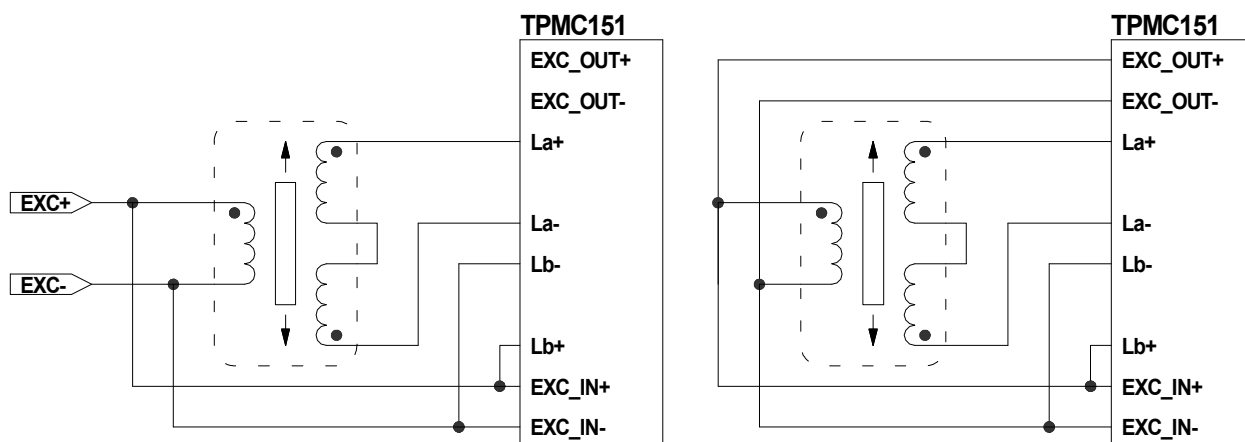 TPMC151
EXC_OUT+
EXC_OUT-
La+
EXC+
La-
Lb-
EXC-
Lb+
EXC_IN+
EXC_IN-
TPMC151
EXC_OUT+
EXC_OUT-
La+
La-
Lb-
Lb+
EXC_IN+
EXC_IN-